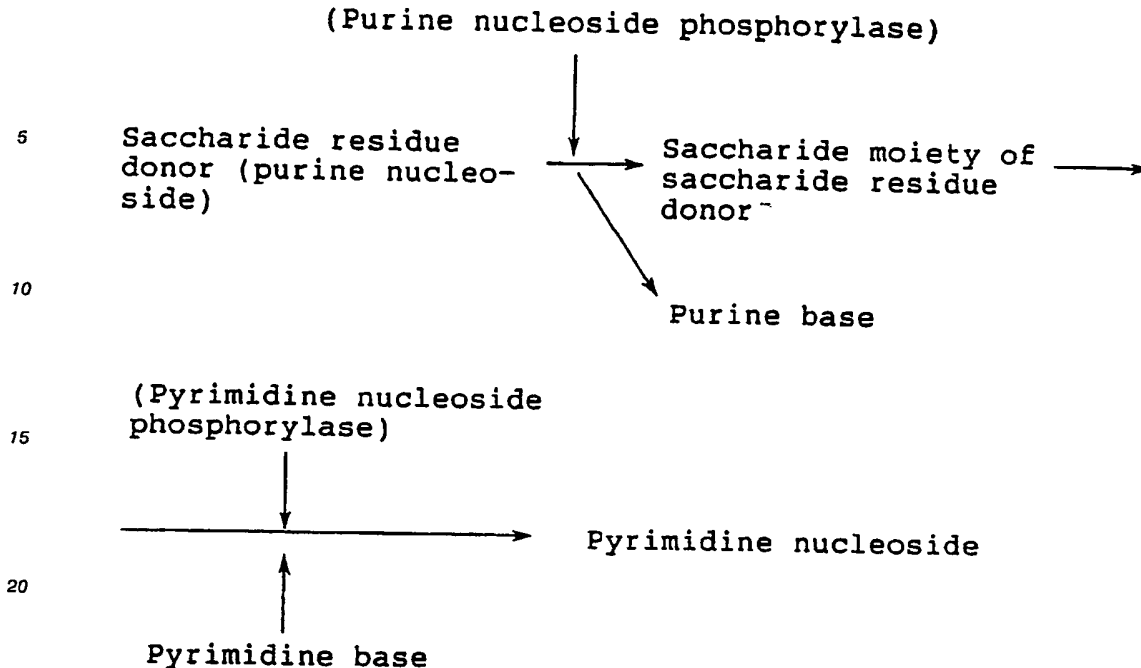 (Purine nucleoside phosphorylase)
5
Saccharide residue
donor (purine nucleo-
side)
Saccharide moiety of
saccharide residue
donor
10
Purine base
(Pyrimidine nucleoside
phosphorylase)
15
Pyrimidine nucleoside
20
Pyrimidine base